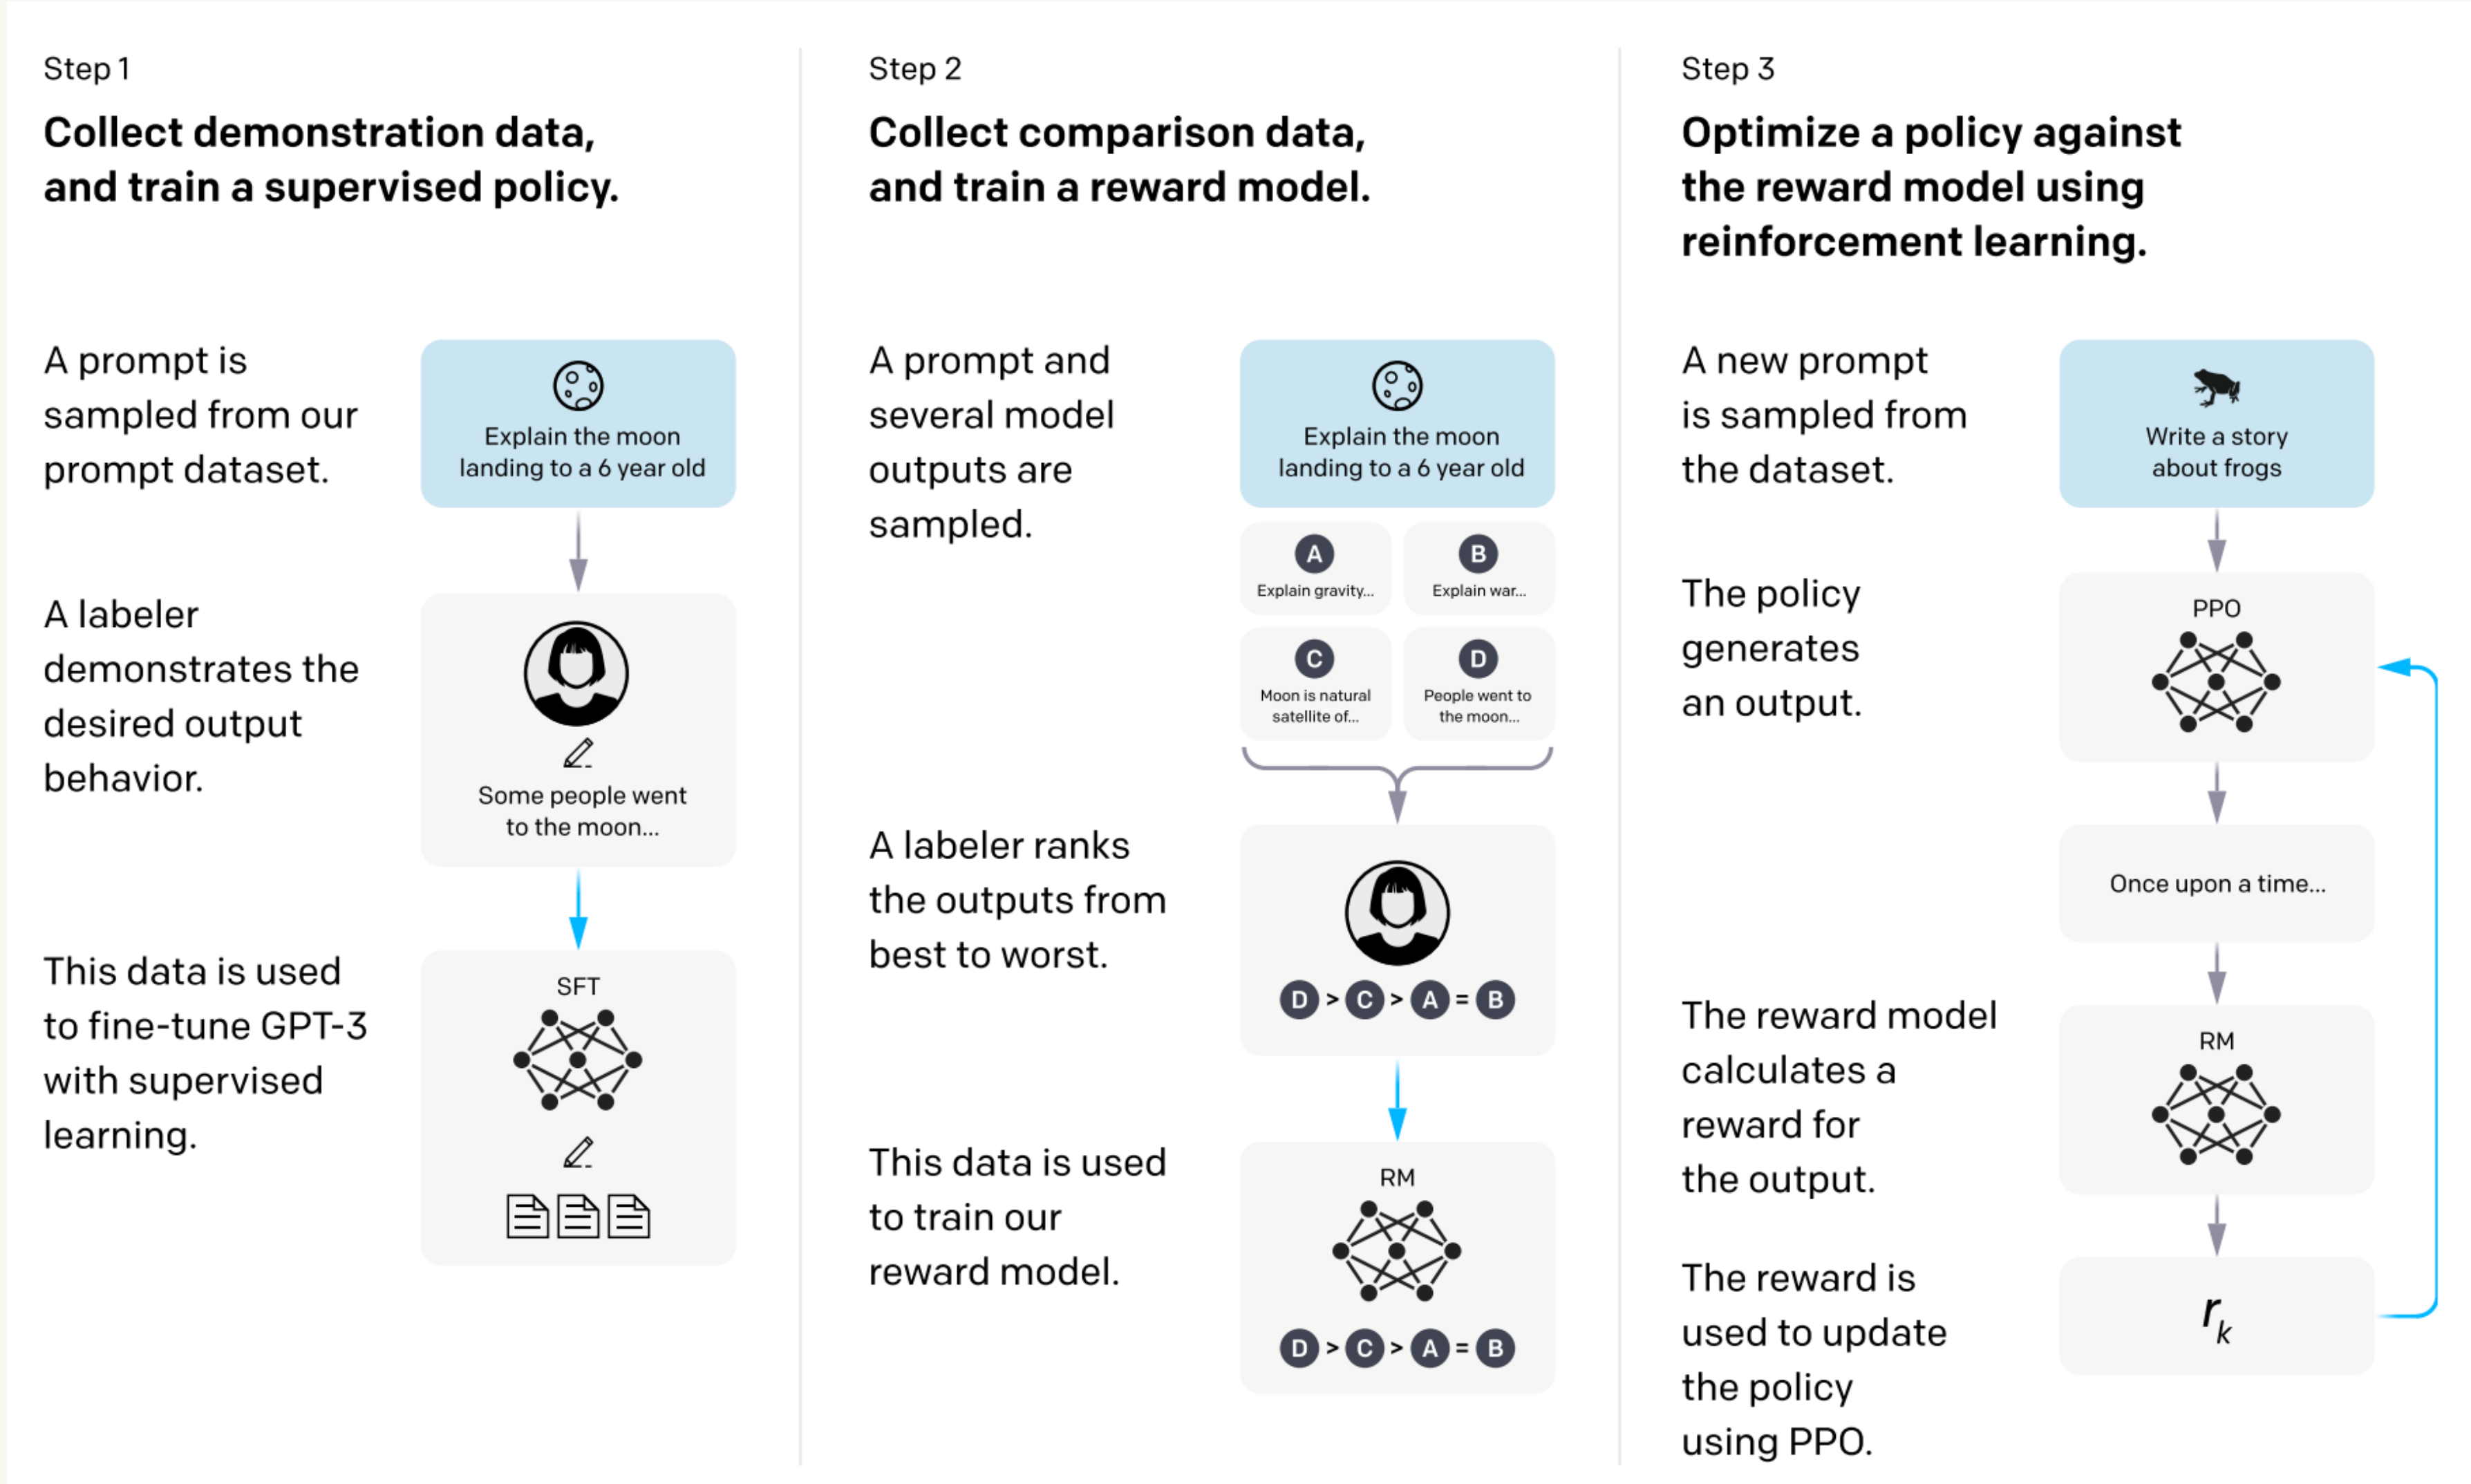 Step 1
Collect demonstration data,
and train a supervised policy.
A prompt is
sampled from our
prompt dataset.
Explain the moon
landing to a 6 year old
A labeler
demonstrates the
desired output
behavior.
Some people went
to the moon...
This data is used
to fine-tune GPT-3
with supervised
learning.
SFT
Step 2
Collect comparison data,
and train a reward model.
A prompt and
several model
outputs are
sampled.
Explain the moon
landing to a 6 year old
A
Explain gravity...
B
Explain war...
C
Moon is natural
satellite of...
D
People went to
the moon...
A labeler ranks
the outputs from
best to worst.
D > C > A = B
This data is used
to train our
reward model.
RM
D > C > A = B
Step 3
Optimize a policy against
the reward model using
reinforcement learning.
A new prompt
is sampled from
the dataset.
Write a story
about frogs
The policy
generates
an output.
PPO
Once upon a time...
The reward model
calculates a
reward for
the output.
RM
The reward is
used to update
the policy
using PPO.
rk